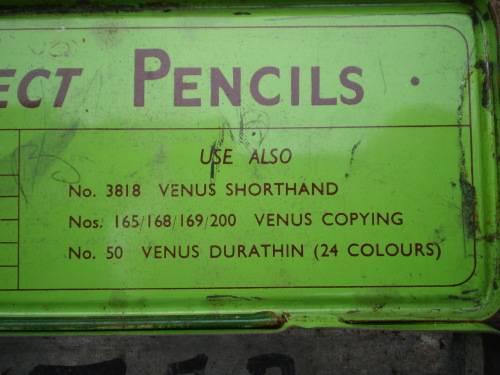 ECT PENCILS ·
USE ALSO
No. 3818 VENUS SHORTHAND
Nos. 165/168/169/200 VENUS COPYING
No. 50 VENUS DURATHIN (24 COLOURS)